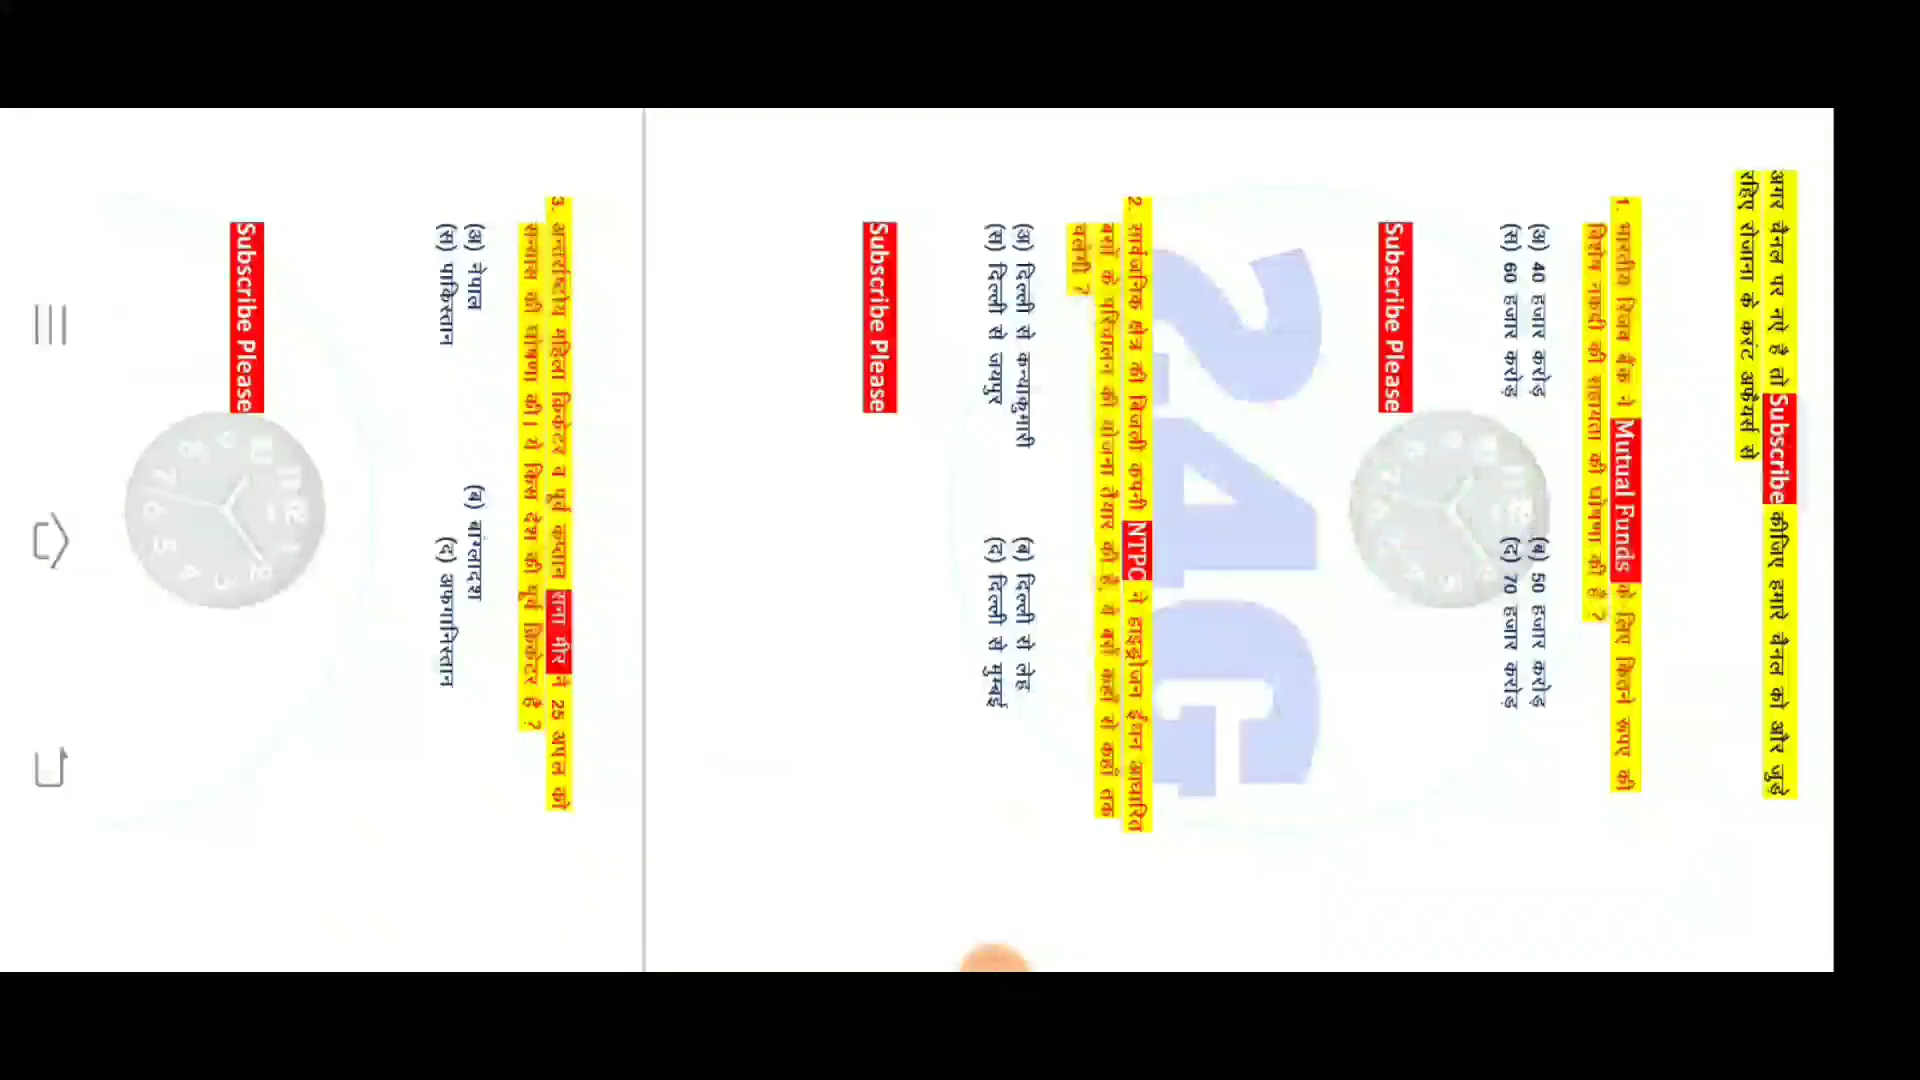 अगर चैनल पर नऐ है तो Subscribe कीजिए हमारे चैनल को और जुड़े
रहिए रोजाना के करंट अफेयर्स से
1. भारतीय रिजर्व बैंक ने Mutual Funds के लिए कितने रूपए की
विशेष नकदी की सहायता की घोषणा की है ?
(अ) 40 हजार करोड़ (ब) 50 हजार करोड़
(स) 60 हजार करोड़ (द) 70 हजार करोड़
Subscribe Please
2. सार्वजनिक क्षेत्र की बिजली कंपनी NTPC ने हाइड्रोजन ईंधन आधारित
बसों के परिचालन की योजना तैयार की है, ये बसें कहाँ से कहाँ तक
चलेंगी ?
(अ) दिल्ली से कन्याकुमारी (ब) दिल्ली से लेह
(स) दिल्ली से जयपुर (द) दिल्ली से मुम्बई
Subscribe Please
3. अन्तर्राष्ट्रीय महिला क्रिकेटर व पूर्व कप्तान सना मीर ने 25 अप्रैल को
सन्यास की घोषणा की। ये किस देश की पूर्व क्रिकेटर है ?
(अ) नेपाल (ब) बांग्लादेश
(स) पाकिस्तान (द) अफगानिस्तान
Subscribe Please
24G